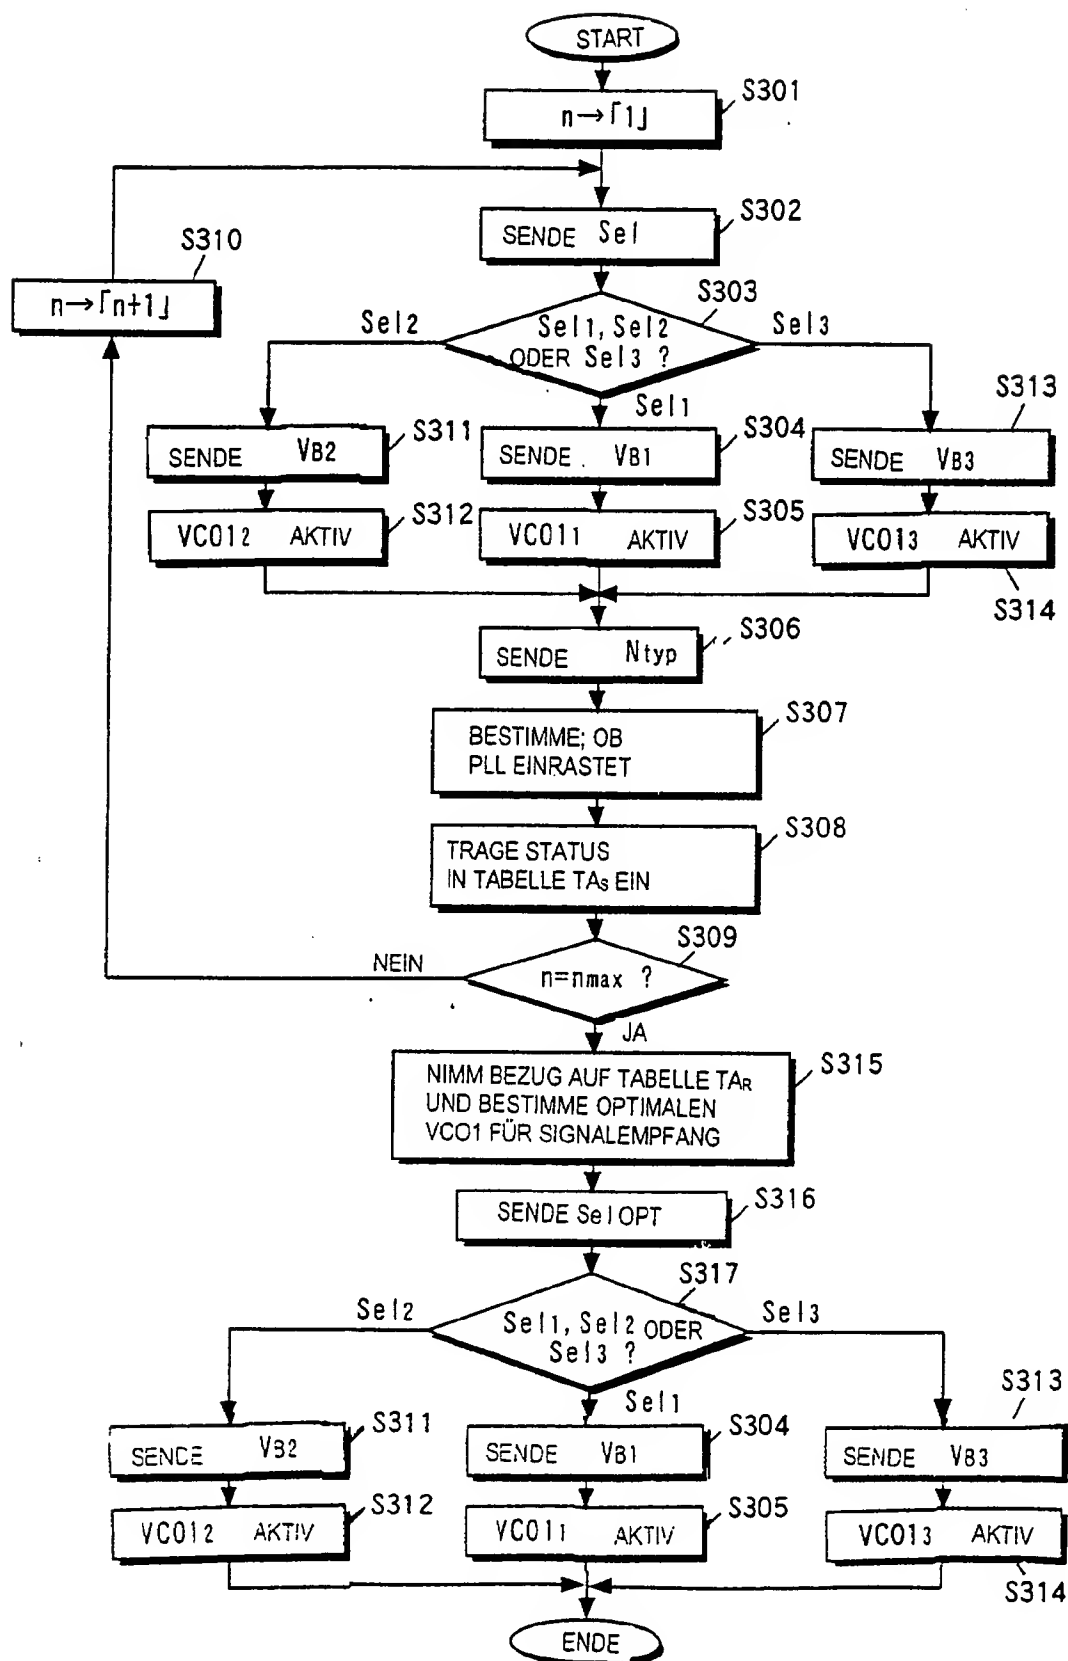 START
n→「1」
S301
SENDE Sel
S302
S310
n→「n+1」
S303
Sel1, Sel2
ODER Sel3 ?
Sel2
Sel3
Sel1
SENDE VB2
S311
SENDE VB1
S304
SENDE VB3
S313
VCO12 AKTIV
S312
VCO11 AKTIV
S305
VCO13 AKTIV
S314
SENDE Ntyp
S306
BESTIMME; OB
PLL EINRASTET
S307
TRAGE STATUS
IN TABELLE TAS EIN
S308
S309
n=nmax ?
NEIN
JA
NIMM BEZUG AUF TABELLE TAR
UND BESTIMME OPTIMALEN
VCO1 FÜR SIGNALEMPFANG
S315
SENDE Sel OPT
S316
S317
Sel1, Sel2 ODER
Sel3 ?
Sel2
Sel3
Sel1
SENDE VB2
S311
SENDE VB1
S304
SENDE VB3
S313
VCO12 AKTIV
S312
VCO11 AKTIV
S305
VCO13 AKTIV
S314
ENDE